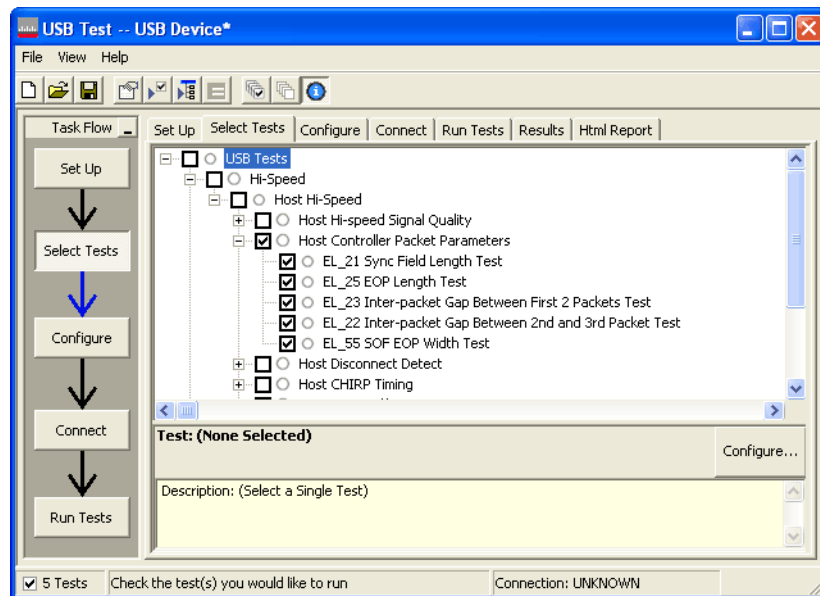 USB Test -- USB Device*
File View Help
Task Flow
Set Up
Select Tests
Configure
Connect
Run Tests
Set Up Select Tests Configure Connect Run Tests Results Html Report
USB Tests
Hi-Speed
Host Hi-Speed
Host Hi-speed Signal Quality
Host Controller Packet Parameters
EL_21 Sync Field Length Test
EL_25 EOP Length Test
EL_23 Inter-packet Gap Between First 2 Packets Test
EL_22 Inter-packet Gap Between 2nd and 3rd Packet Test
EL_55 SOF EOP Width Test
Host Disconnect Detect
Host CHIRP Timing
Test: (None Selected)
Configure...
Description: (Select a Single Test)
5 Tests Check the test(s) you would like to run Connection: UNKNOWN